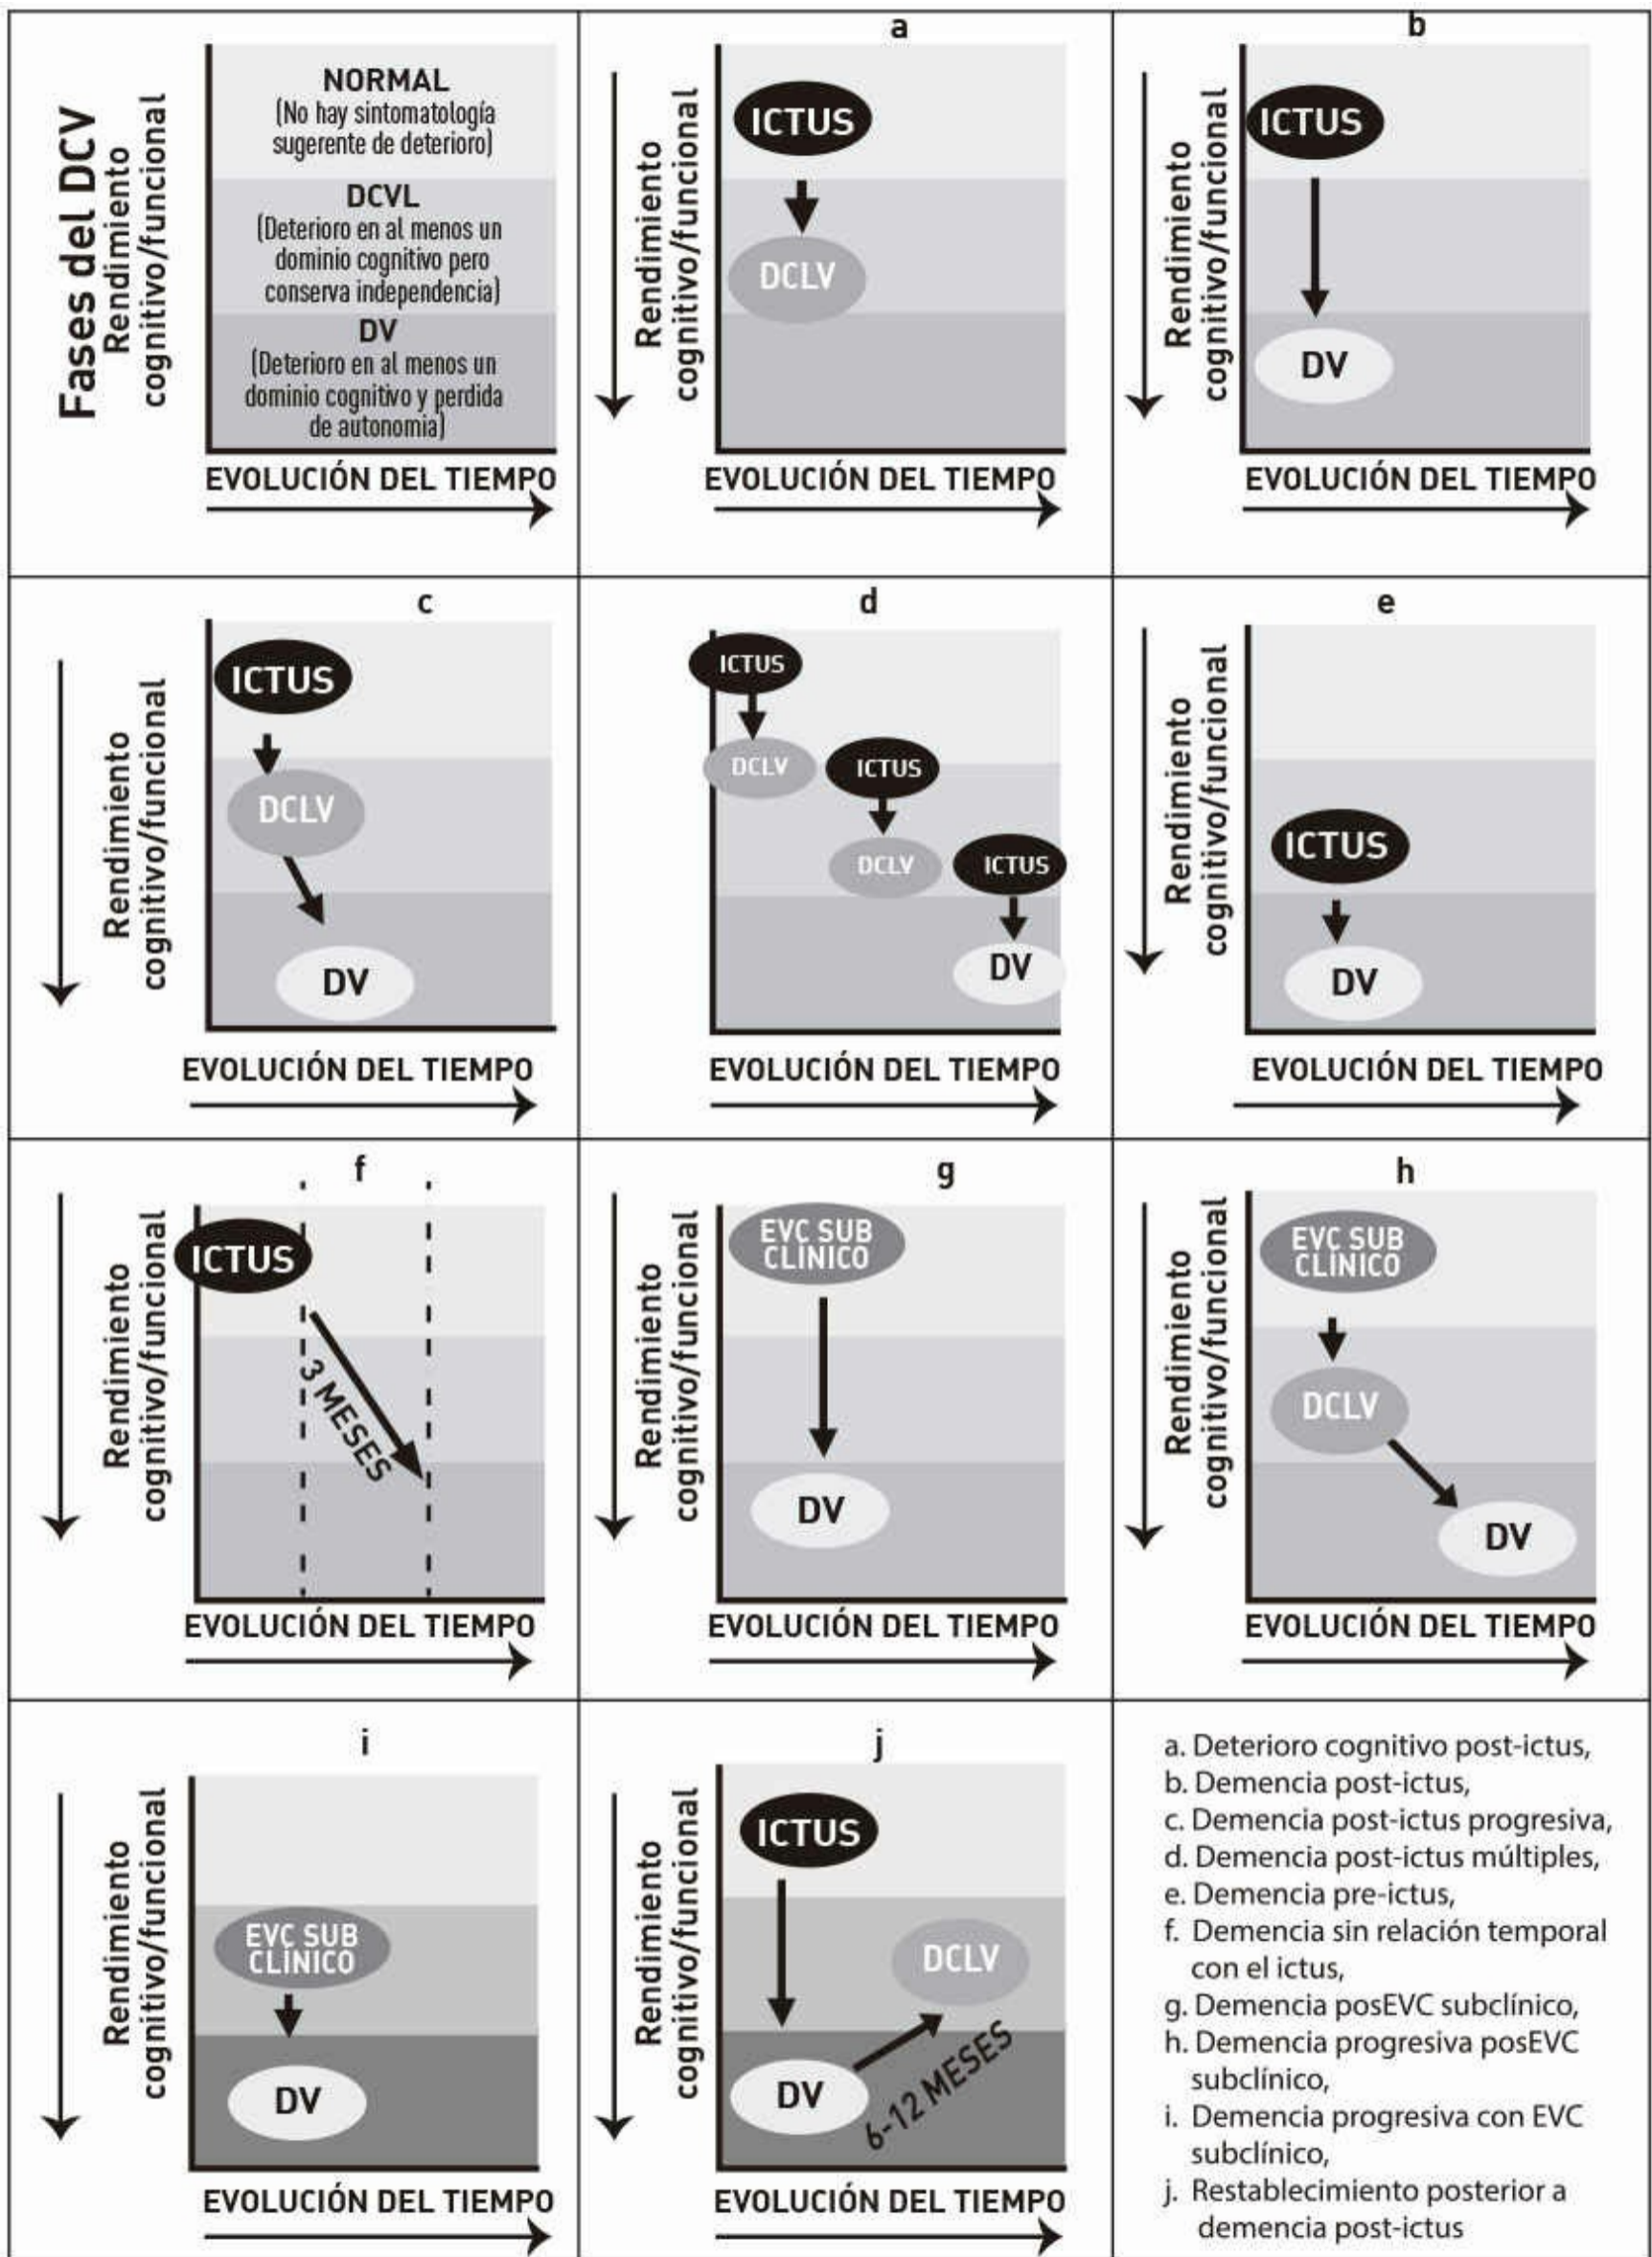 Fases del DCV
Rendimiento
cognitivo/funcional
NORMAL
(No hay sintomatología
sugerente de deterioro)
DCVL
(Deterioro en al menos un
dominio cognitivo pero
conserva independencia)
DV
(Deterioro en al menos un
dominio cognitivo y perdida
de autonomia)
EVOLUCIÓN DEL TIEMPO
a
Rendimiento
cognitivo/funcional
ICTUS
DCLV
EVOLUCIÓN DEL TIEMPO
b
Rendimiento
cognitivo/funcional
ICTUS
DV
EVOLUCIÓN DEL TIEMPO
c
Rendimiento
cognitivo/funcional
ICTUS
DCLV
DV
EVOLUCIÓN DEL TIEMPO
d
ICTUS
DCLV
ICTUS
DCLV
ICTUS
DV
EVOLUCIÓN DEL TIEMPO
e
Rendimiento
cognitivo/funcional
ICTUS
DV
EVOLUCIÓN DEL TIEMPO
f
Rendimiento
cognitivo/funcional
ICTUS
3 MESES
EVOLUCIÓN DEL TIEMPO
g
Rendimiento
cognitivo/funcional
EVC SUB
CLÍNICO
DV
EVOLUCIÓN DEL TIEMPO
h
Rendimiento
cognitivo/funcional
EVC SUB
CLÍNICO
DCLV
DV
EVOLUCIÓN DEL TIEMPO
i
Rendimiento
cognitivo/funcional
EVC SUB
CLÍNICO
DV
EVOLUCIÓN DEL TIEMPO
j
Rendimiento
cognitivo/funcional
ICTUS
DCLV
DV
6-12 MESES
EVOLUCIÓN DEL TIEMPO
a. Deterioro cognitivo post-ictus,
b. Demencia post-ictus,
c. Demencia post-ictus progresiva,
d. Demencia post-ictus múltiples,
e. Demencia pre-ictus,
f. Demencia sin relación temporal
con el ictus,
g. Demencia posEVC subclínico,
h. Demencia progresiva posEVC
subclínico,
i. Demencia progresiva con EVC
subclínico,
j. Restablecimiento posterior a
demencia post-ictus